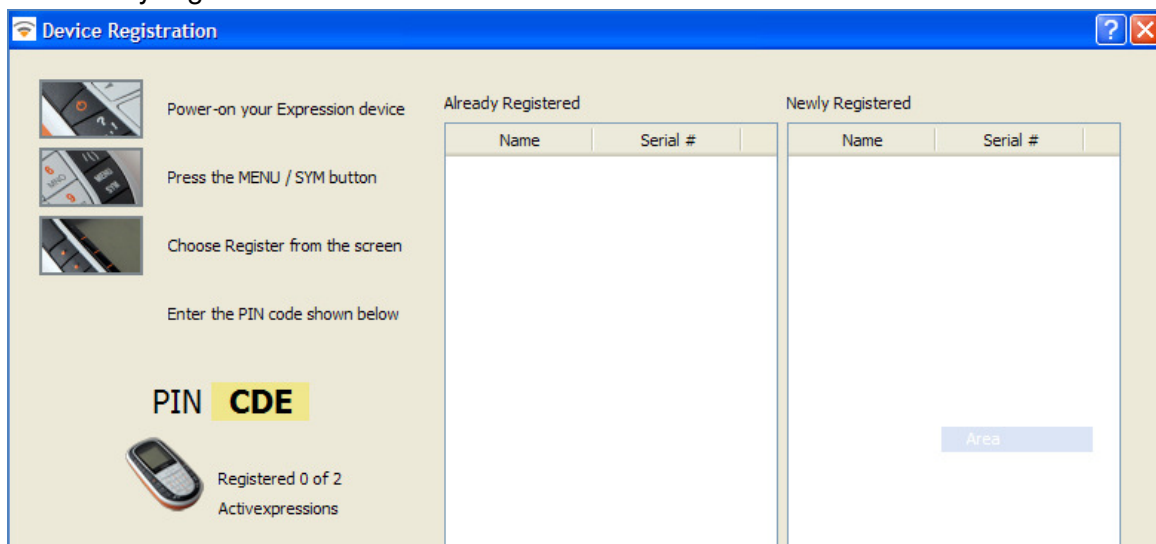 Device Registration
Power-on your Expression device
Press the MENU / SYM button
Choose Register from the screen
Enter the PIN code shown below
PIN CDE
Registered 0 of 2
Activexpressions
Already Registered
Name Serial #
Newly Registered
Name Serial #
Area